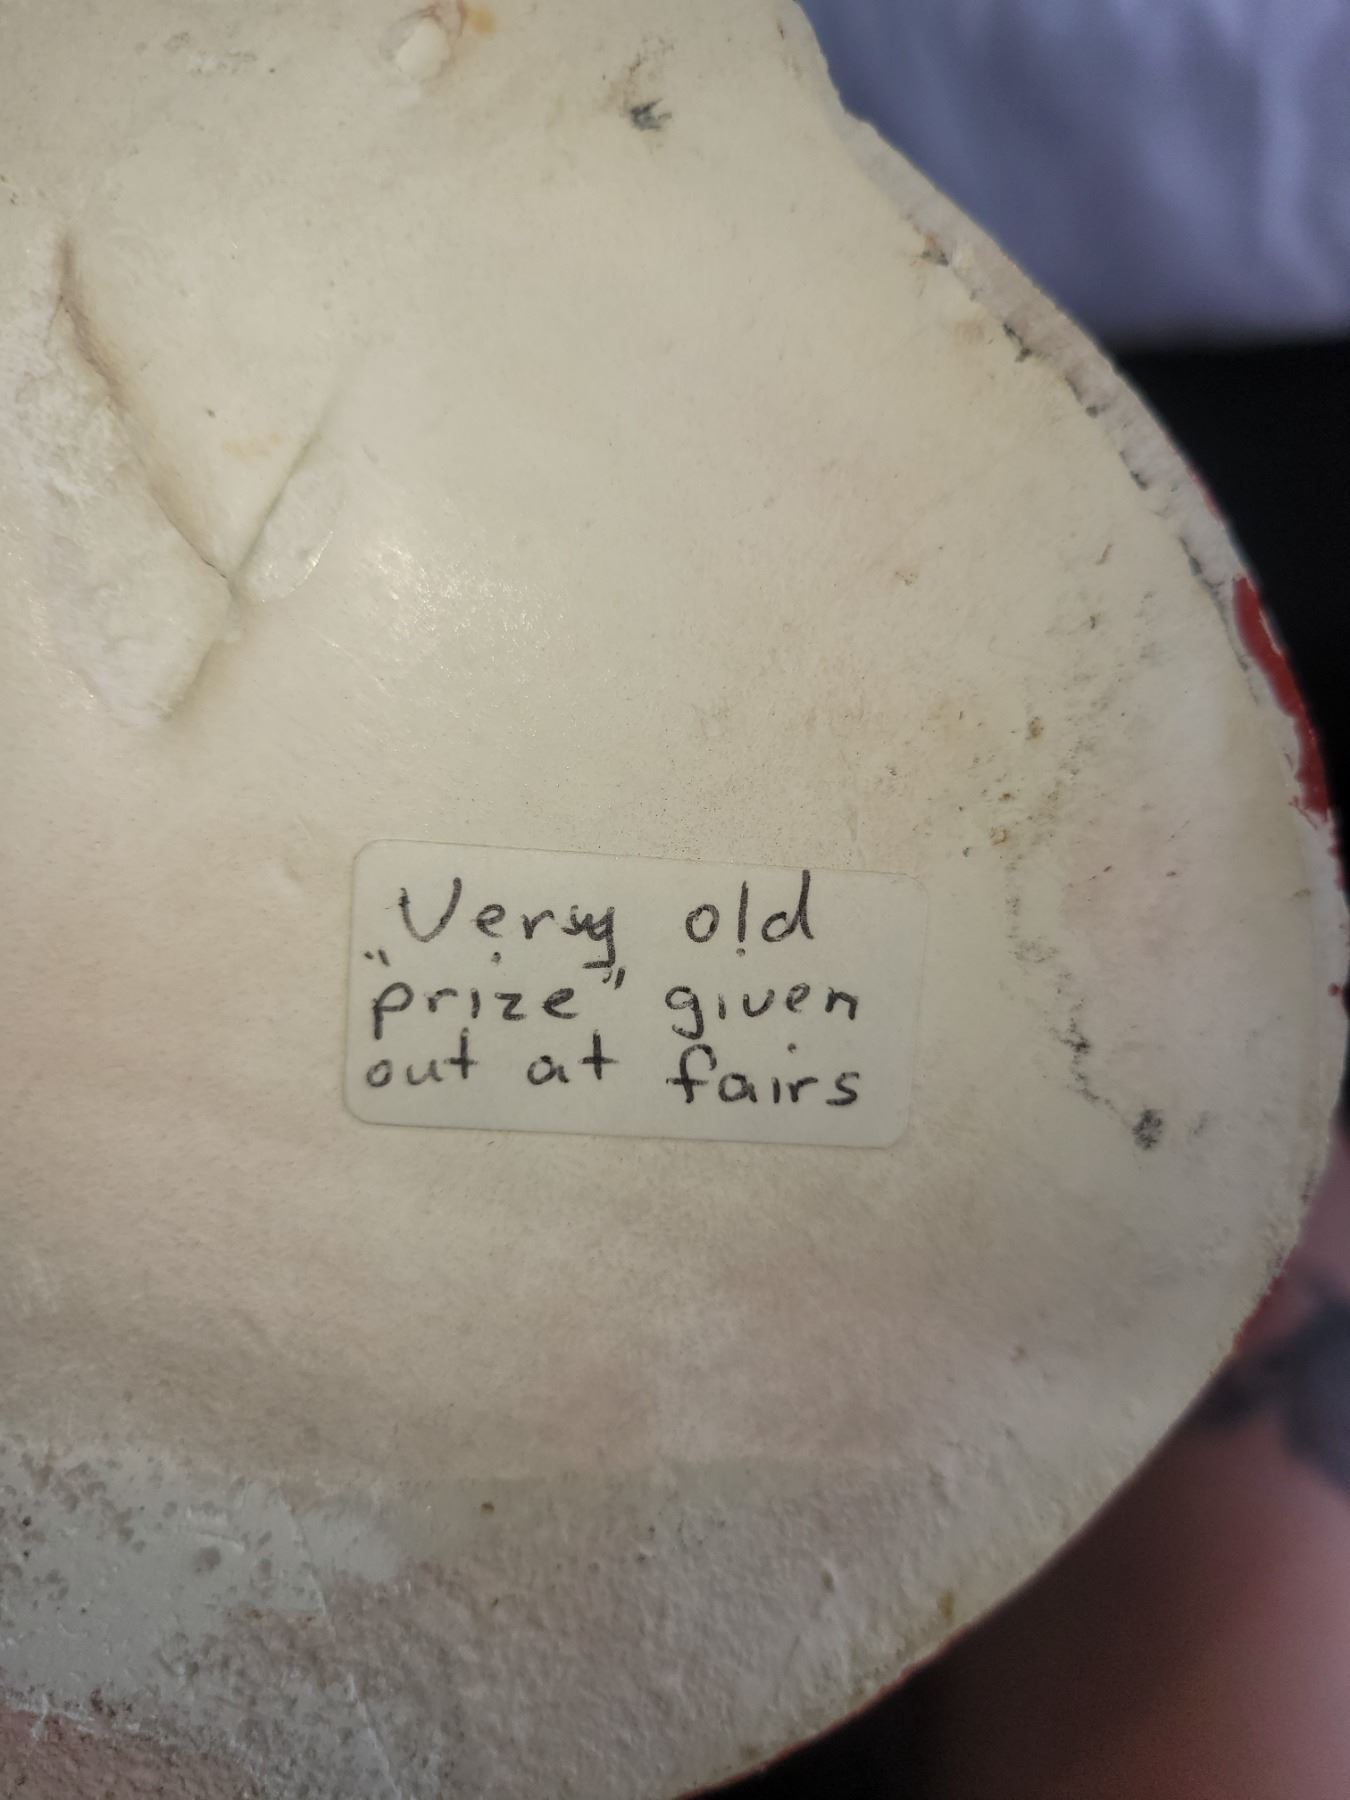 Very old
"prize" given
out at fairs